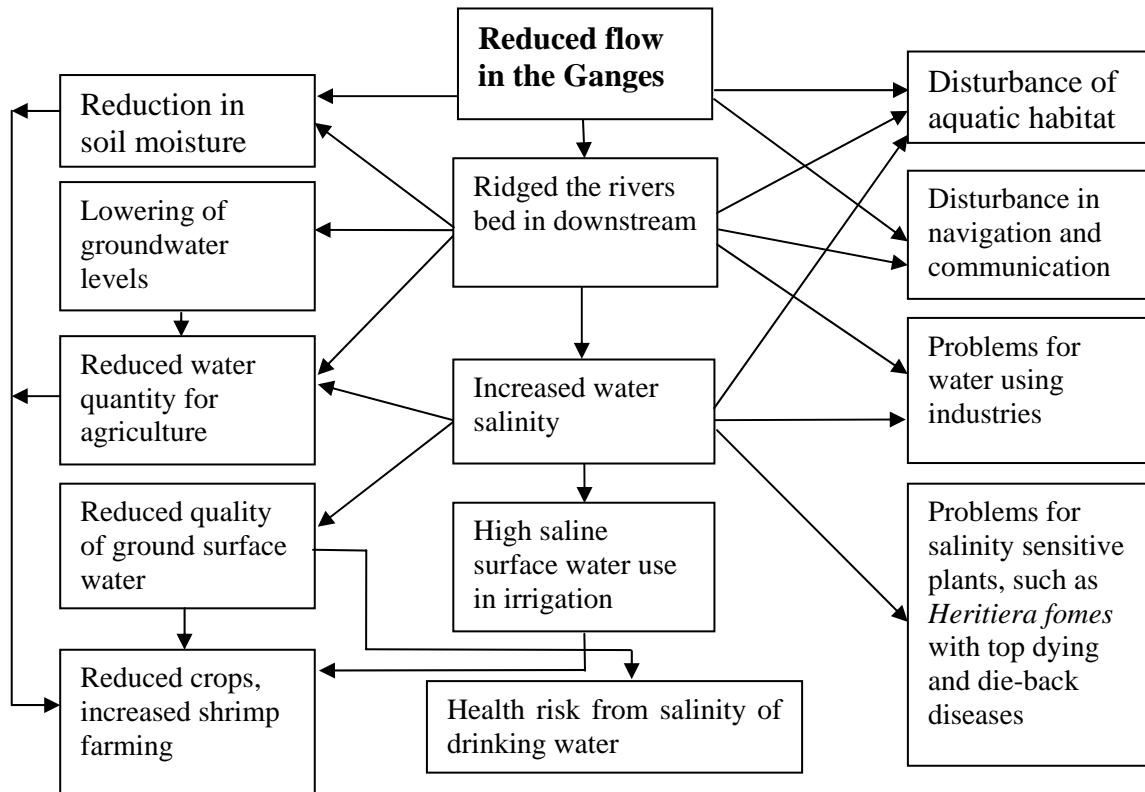 Reduced flow
in the Ganges
Reduction in
soil moisture
Disturbance of
aquatic habitat
Ridged the rivers
bed in downstream
Lowering of
groundwater
levels
Disturbance in
navigation and
communication
Reduced water
quantity for
agriculture
Increased water
salinity
Problems for
water using
industries
Reduced quality
of ground surface
water
High saline
surface water use
in irrigation
Problems for
salinity sensitive
plants, such as
Heritiera fomes
with top dying
and die-back
diseases
Reduced crops,
increased shrimp
farming
Health risk from salinity of
drinking water